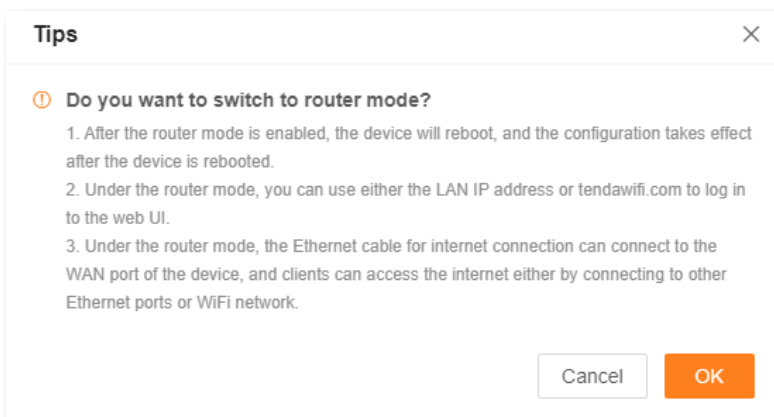 Tips
Do you want to switch to router mode?
1. After the router mode is enabled, the device will reboot, and the configuration takes effect
after the device is rebooted.
2. Under the router mode, you can use either the LAN IP address or tendawifi.com to log in
to the web UI.
3. Under the router mode, the Ethernet cable for internet connection can connect to the
WAN port of the device, and clients can access the internet either by connecting to other
Ethernet ports or WiFi network.
Cancel OK